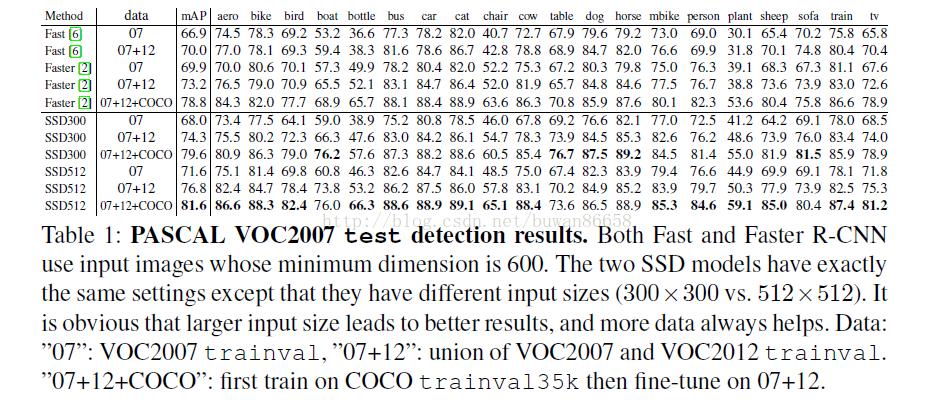 Method data mAP aero bike bird boat bottle bus car cat chair cow table dog horse mbike person plant sheep sofa train tv
Fast [6] 07 66.9 74.5 78.3 69.2 53.2 36.6 77.3 78.2 82.0 40.7 72.7 67.9 79.6 79.2 73.0 69.0 30.1 65.4 70.2 75.8 65.8
Fast [6] 07+12 70.0 77.0 78.1 69.3 59.4 38.3 81.6 78.6 86.7 42.8 78.8 68.9 84.7 82.0 76.6 69.9 31.8 70.1 74.8 80.4 70.4
Faster [2] 07 69.9 70.0 80.6 70.1 57.3 49.9 78.2 80.4 82.0 52.2 75.3 67.2 80.3 79.8 75.0 76.3 39.1 68.3 67.3 81.1 67.6
Faster [2] 07+12 73.2 76.5 79.0 70.9 65.5 52.1 83.1 84.7 86.4 52.0 81.9 65.7 84.8 84.6 77.5 76.7 38.8 73.6 73.9 83.0 72.6
Faster [2] 07+12+COCO 78.8 84.3 82.0 77.7 68.9 65.7 88.1 88.4 88.9 63.6 86.3 70.8 85.9 87.6 80.1 82.3 53.6 80.4 75.8 86.6 78.9
SSD300 07 68.0 73.4 77.5 64.1 59.0 38.9 75.2 80.8 78.5 46.0 67.8 69.2 76.6 82.1 77.0 72.5 41.2 64.2 69.1 78.0 68.5
SSD300 07+12 74.3 75.5 80.2 72.3 66.3 47.6 83.0 84.2 86.1 54.7 78.3 73.9 84.5 85.3 82.6 76.2 48.6 73.9 76.0 83.4 74.0
SSD300 07+12+COCO 79.6 80.9 86.3 79.0 76.2 57.6 87.3 88.2 88.6 60.5 85.4 76.7 87.5 89.2 84.5 81.4 55.0 81.9 81.5 85.9 78.9
SSD512 07 71.6 75.1 81.4 69.8 60.8 46.3 82.6 84.7 84.1 48.5 75.0 67.4 82.3 83.9 79.4 76.6 44.9 69.9 69.1 78.1 71.8
SSD512 07+12 76.8 82.4 84.7 78.4 73.8 53.2 86.2 87.5 86.0 57.8 83.1 70.2 84.9 85.2 83.9 79.7 50.3 77.9 73.9 82.5 75.3
SSD512 07+12+COCO 81.6 86.6 88.3 82.4 76.0 66.3 88.6 88.9 89.1 65.1 88.4 73.6 86.5 88.9 85.3 84.6 59.1 85.0 80.4 87.4 81.2
http://blog.csdn.net/buwan86658
Table 1: PASCAL VOC2007 test detection results. Both Fast and Faster R-CNN
use input images whose minimum dimension is 600. The two SSD models have exactly
the same settings except that they have different input sizes (300×300 vs. 512×512). It
is obvious that larger input size leads to better results, and more data always helps. Data:
”07”: VOC2007 trainval, ”07+12”: union of VOC2007 and VOC2012 trainval.
”07+12+COCO”: first train on COCO trainval35k then fine-tune on 07+12.